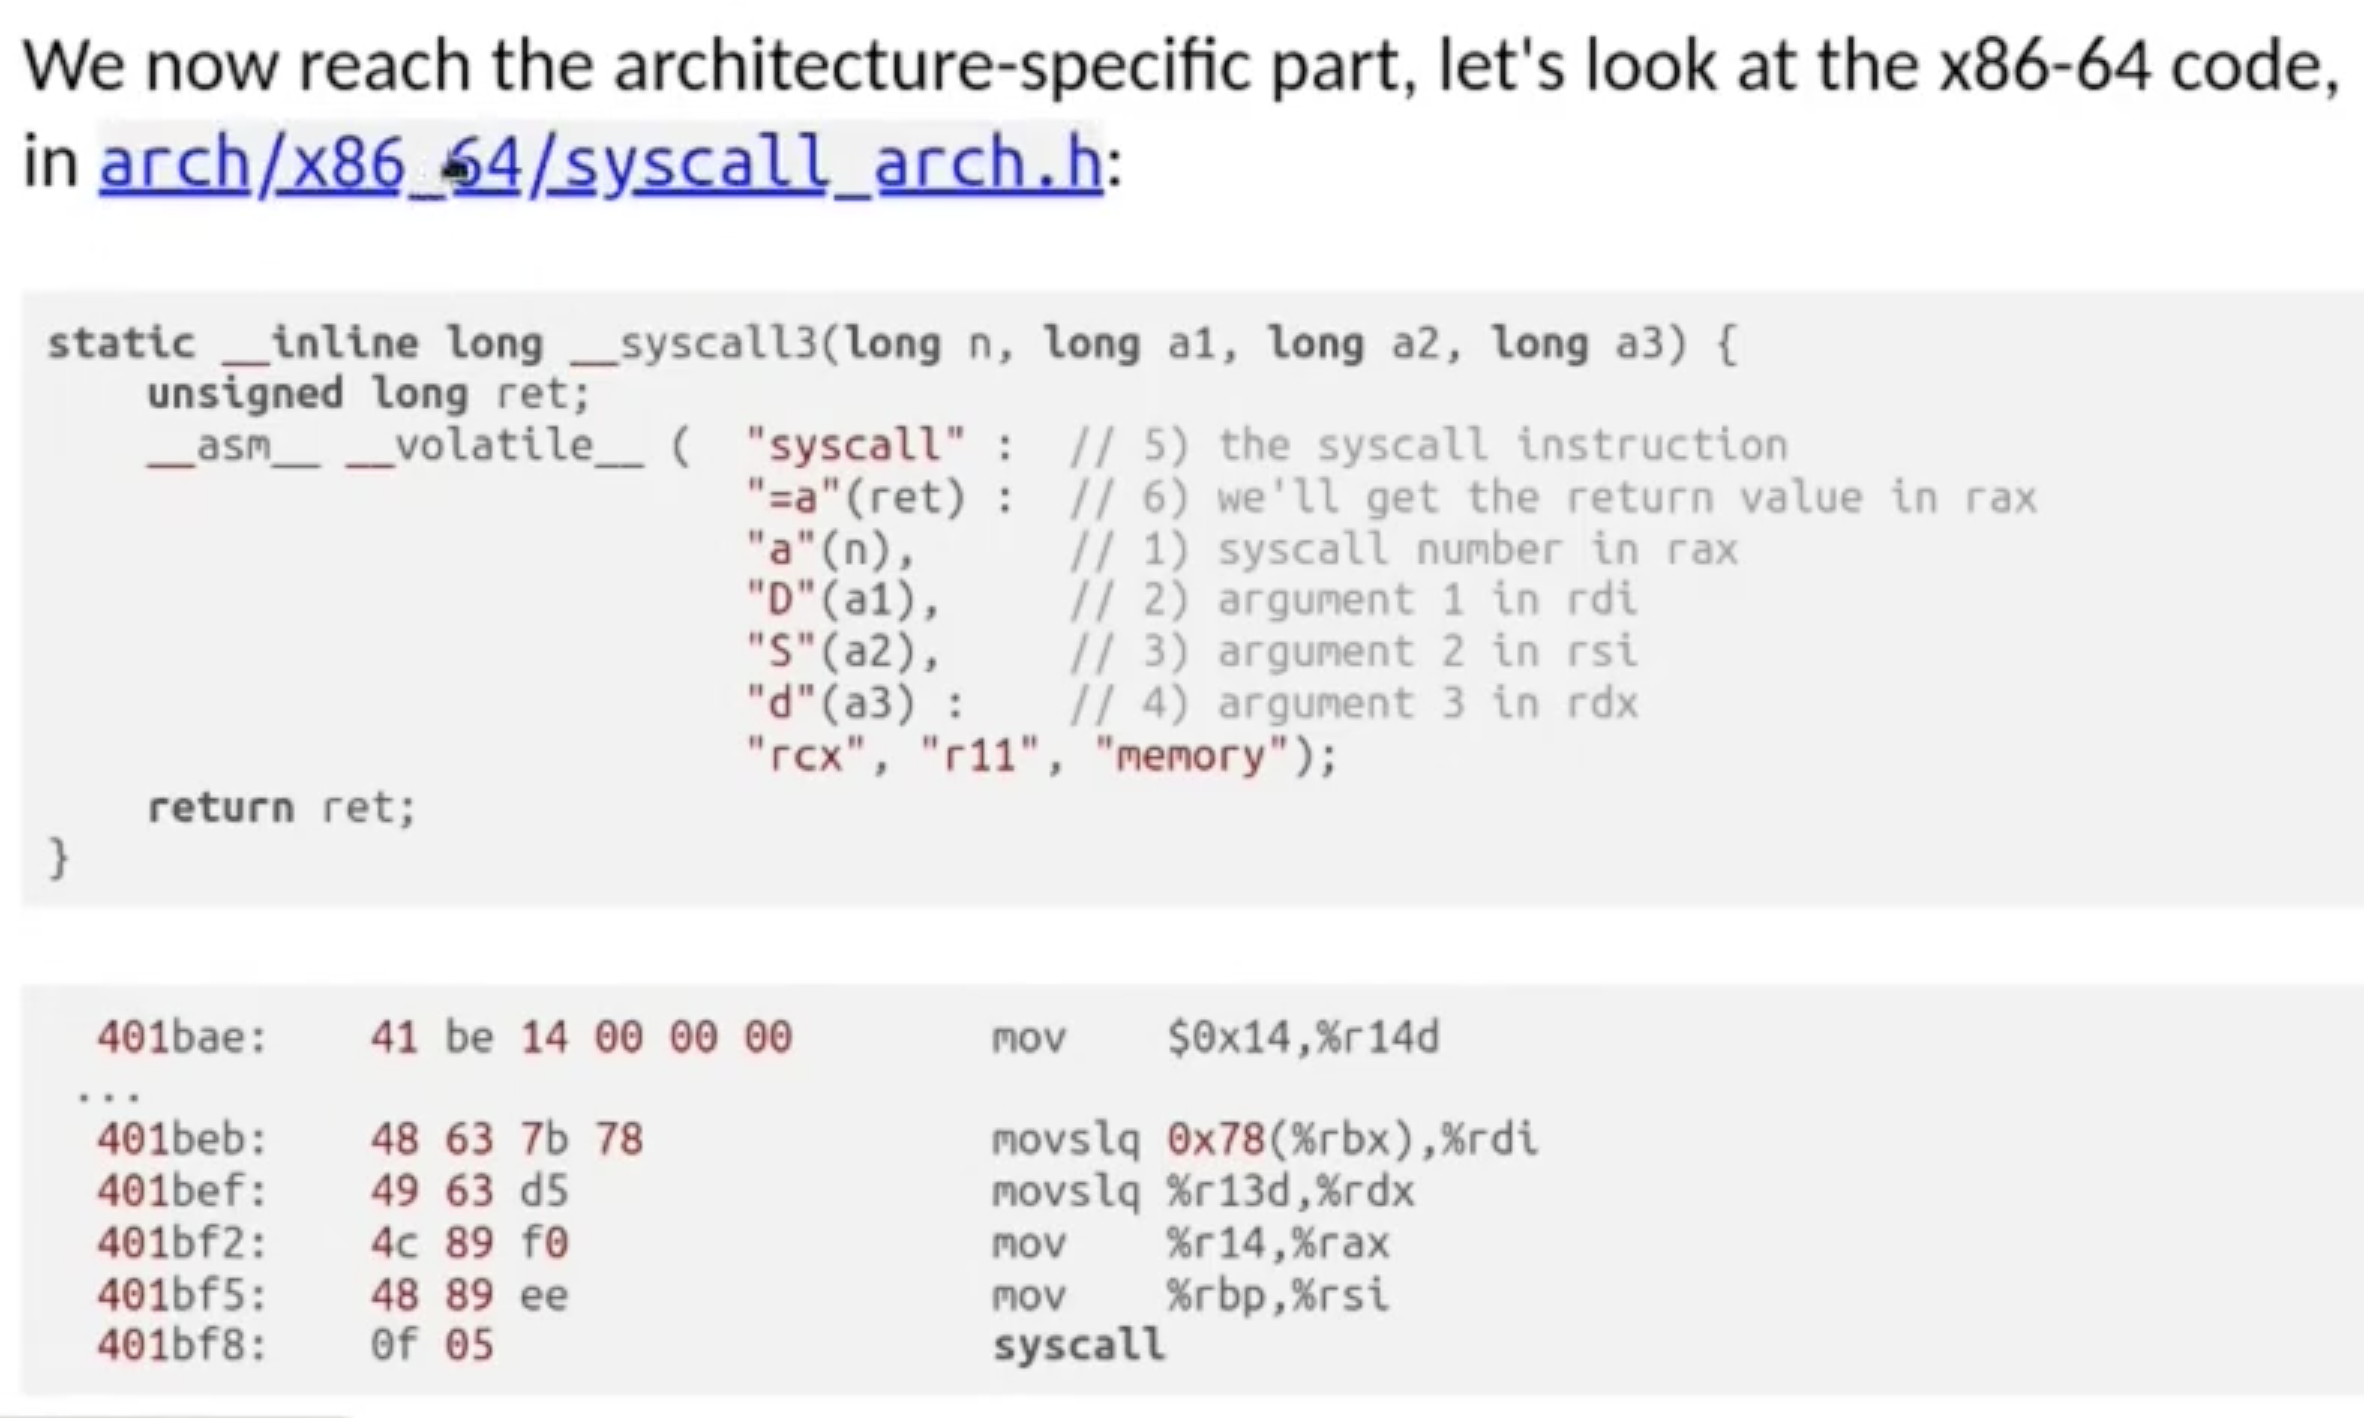 We now reach the architecture-specific part, let's look at the x86-64 code,
in arch/x86_64/syscall_arch.h:
static __inline long __syscall3(long n, long a1, long a2, long a3) {
    unsigned long ret;
    __asm__ __volatile__ (  "syscall" :  // 5) the syscall instruction
                            "=a"(ret) :  // 6) we'll get the return value in rax
                            "a"(n),      // 1) syscall number in rax
                            "D"(a1),     // 2) argument 1 in rdi
                            "S"(a2),     // 3) argument 2 in rsi
                            "d"(a3) :    // 4) argument 3 in rdx
                            "rcx", "r11", "memory");
    return ret;
}
  401bae:    41 be 14 00 00 00        mov    $0x14,%r14d
 ...
  401beb:    48 63 7b 78              movslq 0x78(%rbx),%rdi
  401bef:    49 63 d5                 movslq %r13d,%rdx
  401bf2:    4c 89 f0                 mov    %r14,%rax
  401bf5:    48 89 ee                 mov    %rbp,%rsi
  401bf8:    0f 05                    syscall